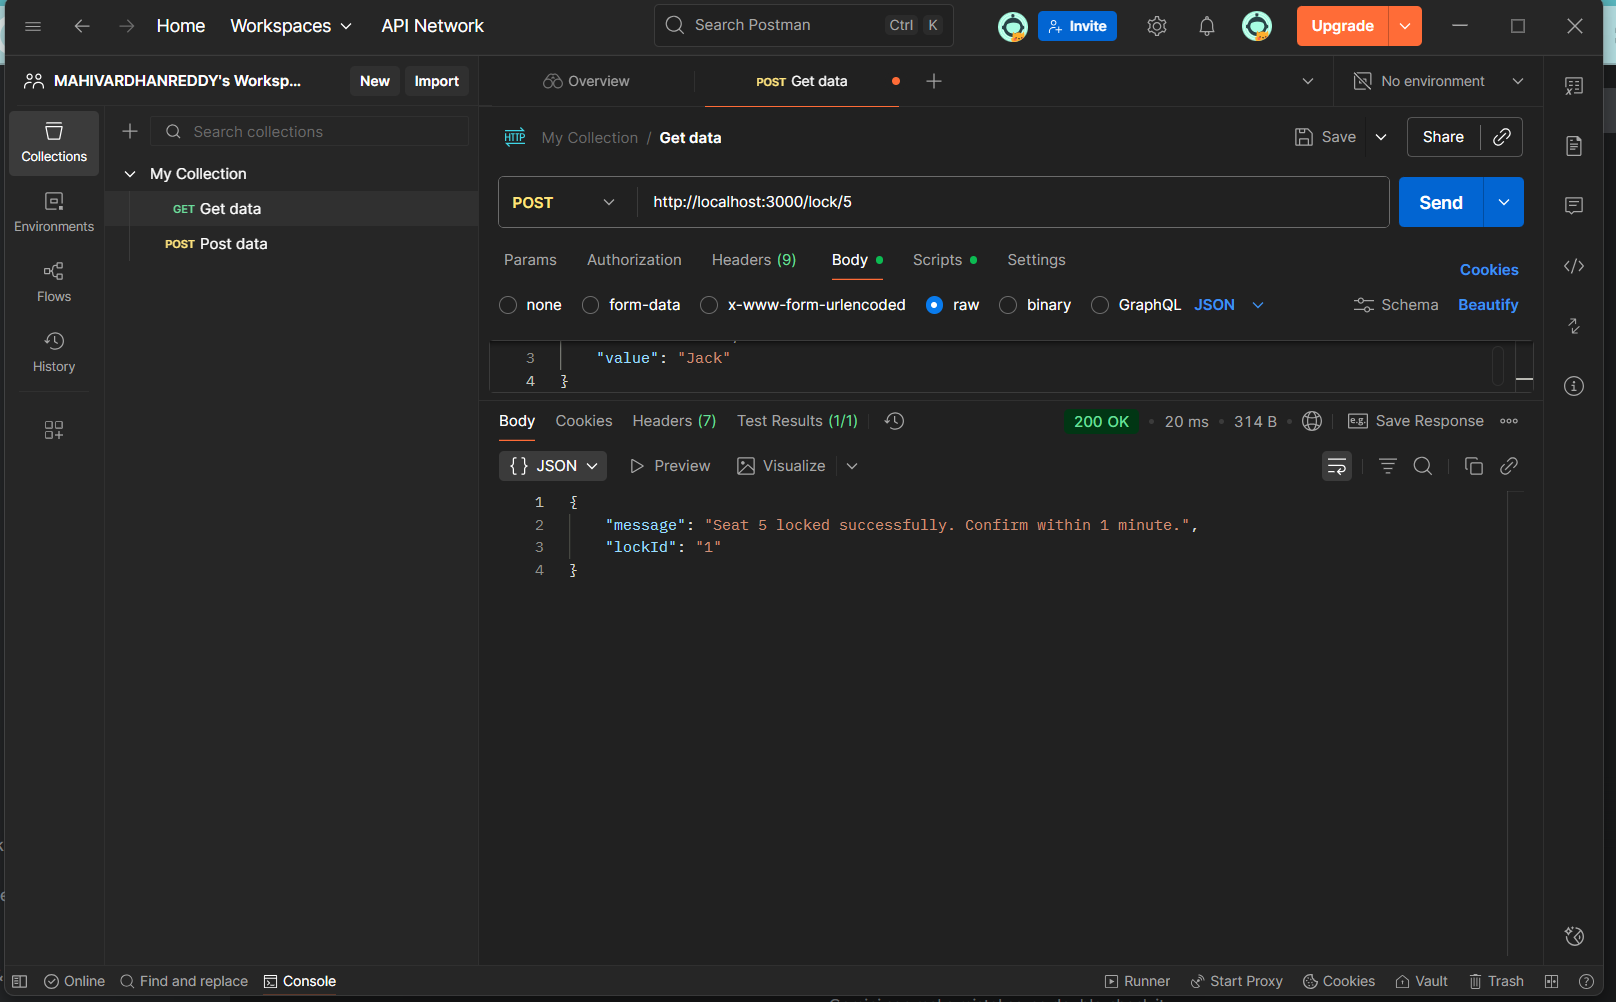 Home Workspaces API Network Search Postman Ctrl K Invite Upgrade
MAHIVARDHANREDDY's Worksp... New Import Overview POST Get data No environment
Collections
Environments
Flows
History
Search collections
My Collection
GET Get data
POST Post data
HTTP My Collection / Get data Save Share
POST http://localhost:3000/lock/5 Send
Params Authorization Headers (9) Body Scripts Settings Cookies
none form-data x-www-form-urlencoded raw binary GraphQL JSON Schema Beautify
3 "value": "Jack"
4 }
Body Cookies Headers (7) Test Results (1/1) 200 OK • 20 ms • 314 B • e.g. Save Response
{} JSON Preview Visualize
1 {
2 "message": "Seat 5 locked successfully. Confirm within 1 minute.",
3 "lockId": "1"
4 }
Online Find and replace Console Runner Start Proxy Cookies Vault Trash